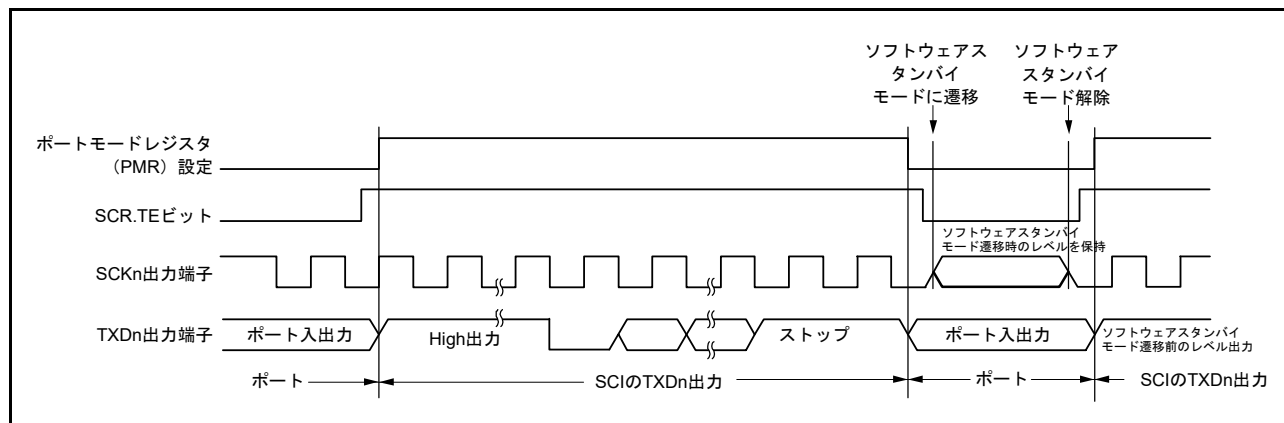 ソフトウェアス
タンバイ
モードに遷移
ソフトウェア
スタンバイ
モード解除
ポートモードレジスタ
（PMR）設定
SCR.TEビット
ソフトウェアスタンバイ
モード遷移時のレベルを保持
SCKn出力端子
TXDn出力端子
ポート入出力
High出力
ストップ
ポート入出力
ソフトウェアスタンバイ
モード遷移前のレベル出力
ポート
SCIのTXDn出力
ポート
SCIのTXDn出力